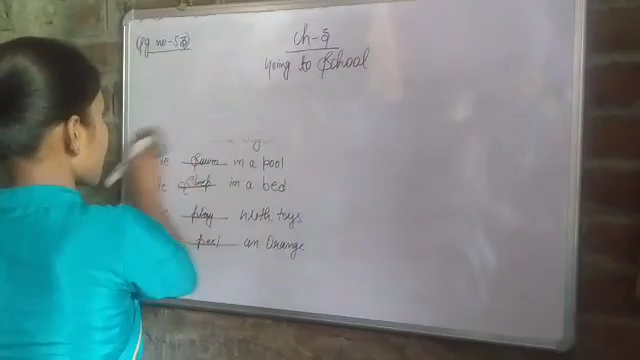 (Pg no-53)
ch-5
Going to School
Swim in a pool
Sleep in a bed
play with toys
peel an Orange